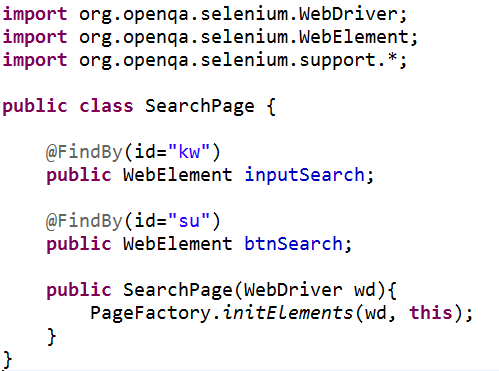 import org.openqa.selenium.WebDriver;
import org.openqa.selenium.WebElement;
import org.openqa.selenium.support.*;
public class SearchPage {
@FindBy(id="kw")
public WebElement inputSearch;
@FindBy(id="su")
public WebElement btnSearch;
public SearchPage(WebDriver wd){
PageFactory.initElements(wd, this);
}
}